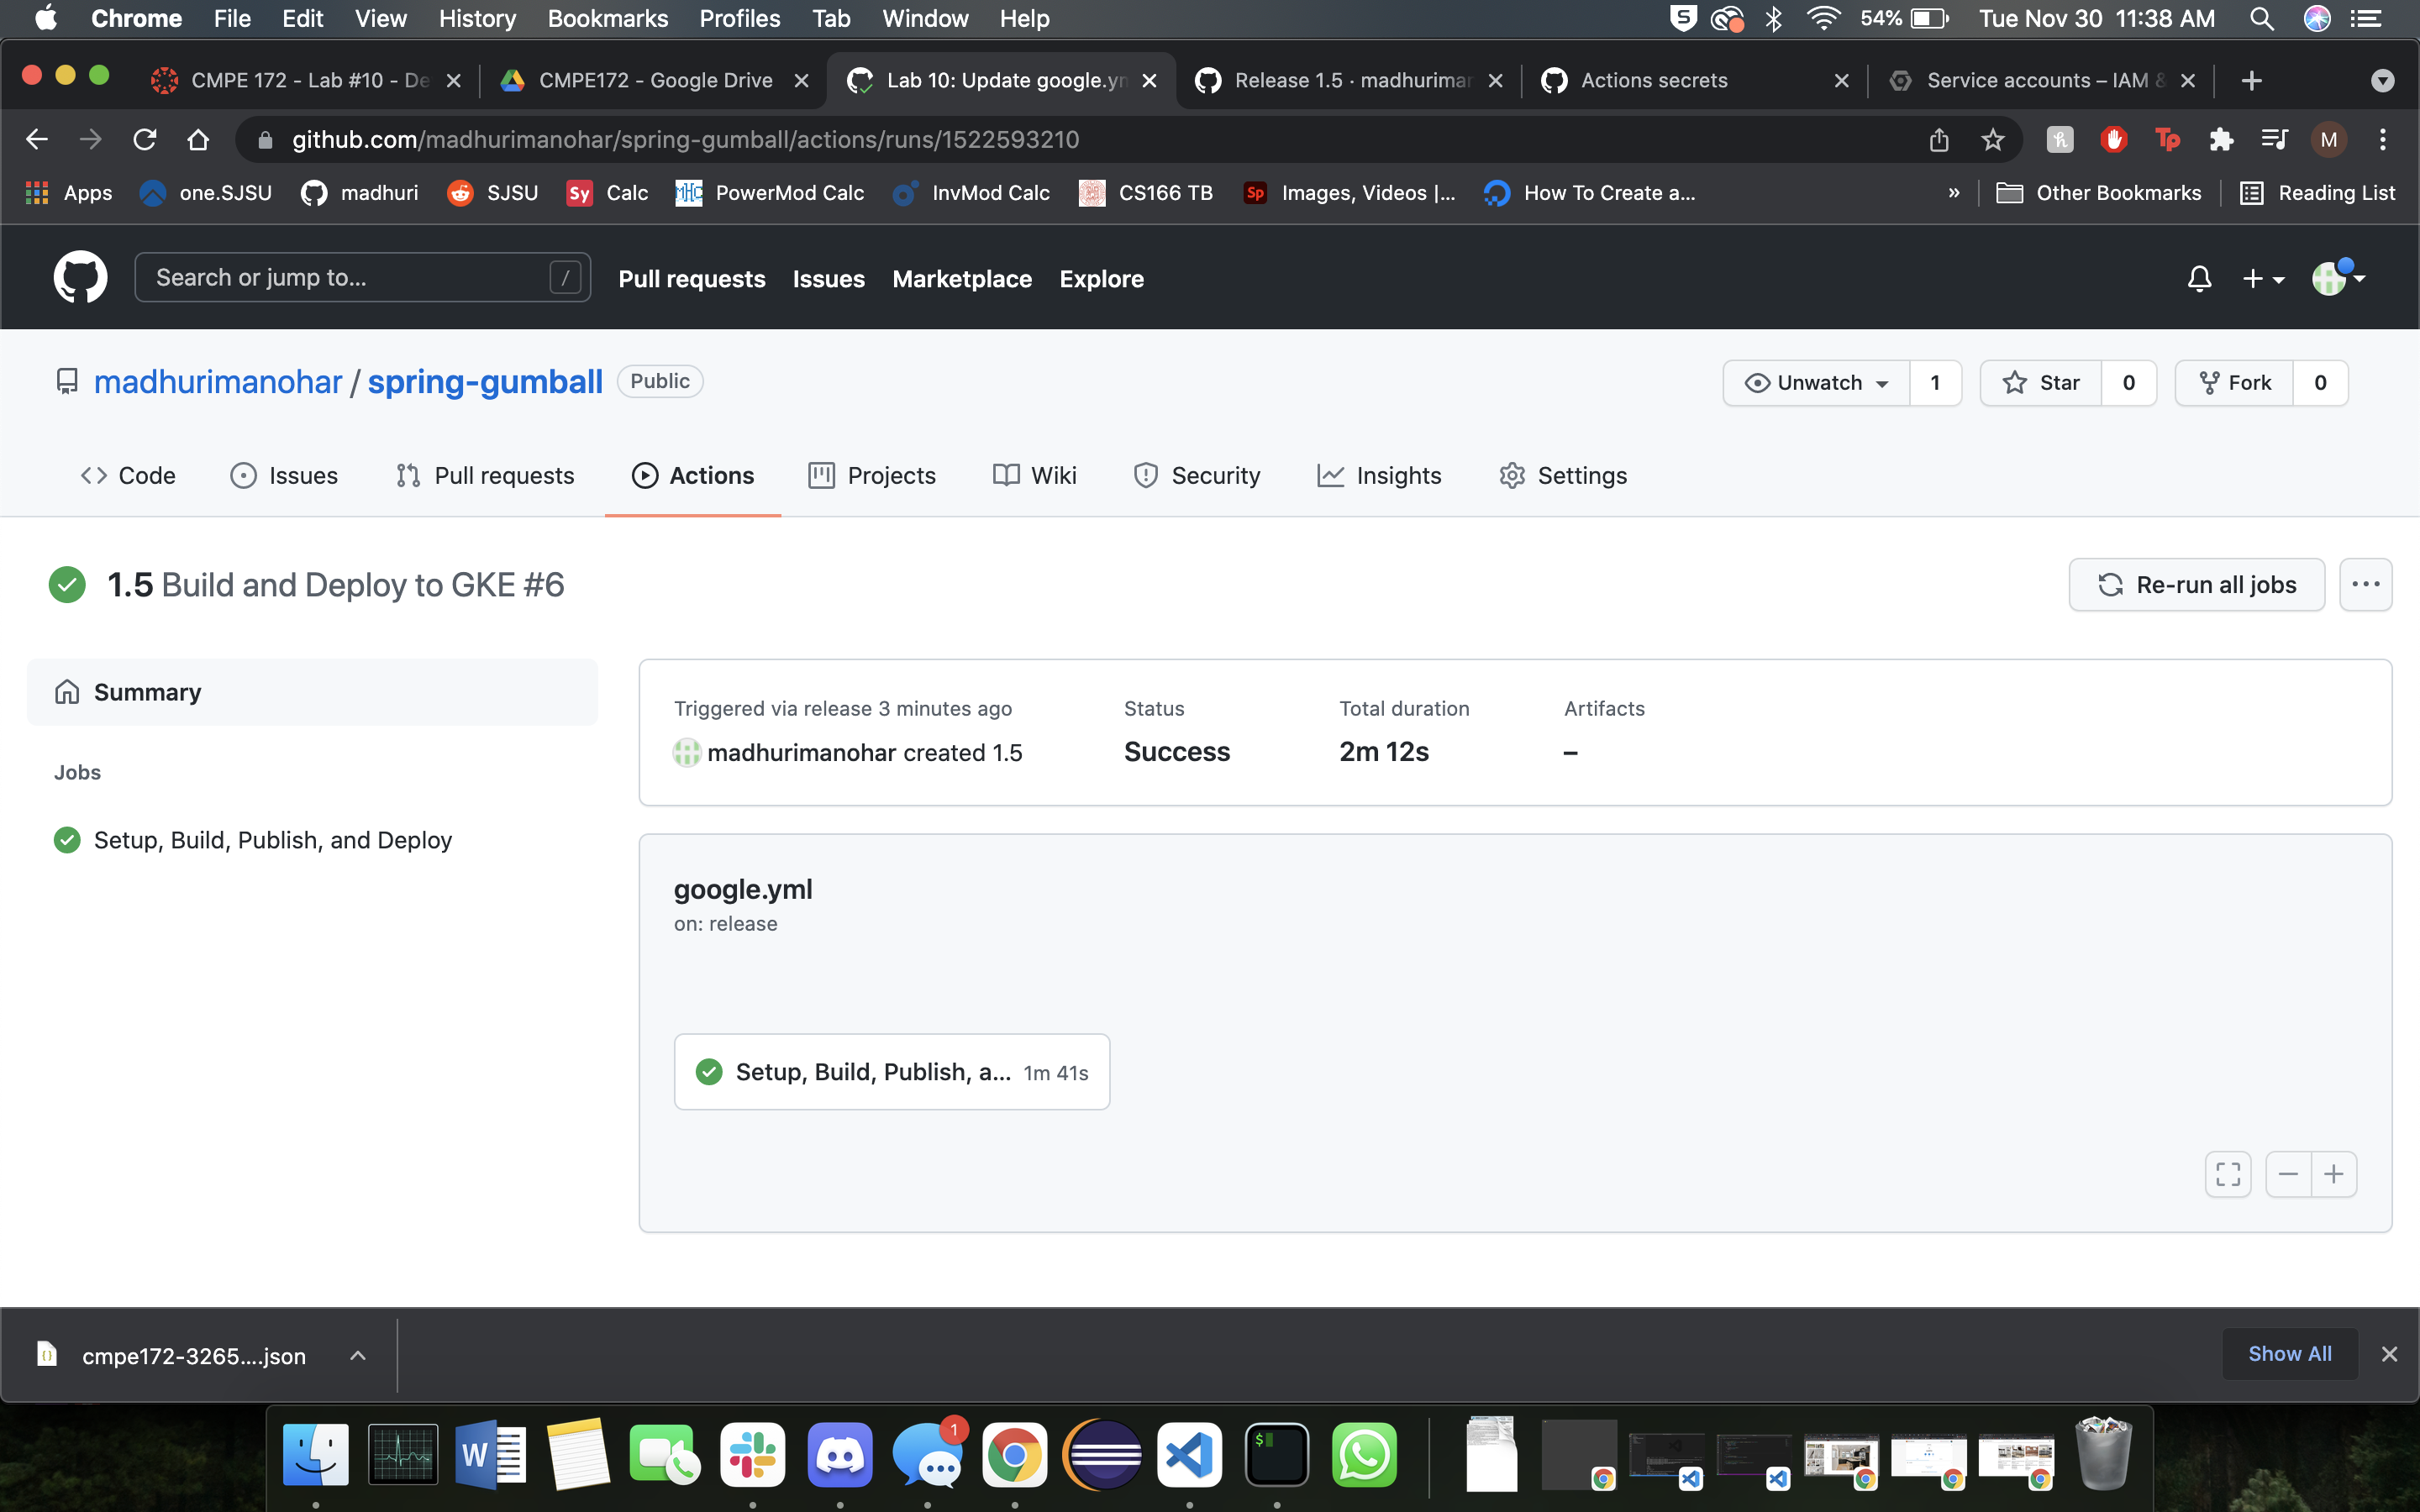 Chrome File Edit View History Bookmarks Profiles Tab Window Help 54% Tue Nov 30 11:38 AM
CMPE 172 - Lab #10 - De CMPE172 - Google Drive Lab 10: Update google.ym Release 1.5 · madhurimar Actions secrets Service accounts – IAM &
github.com/madhurimanohar/spring-gumball/actions/runs/1522593210 Tp M
Apps one.SJSU madhuri SJSU Sy Calc MHC PowerMod Calc InvMod Calc CS166 TB Sp Images, Videos |... How To Create a... » Other Bookmarks Reading List
Search or jump to... / Pull requests Issues Marketplace Explore
madhurimanohar / spring-gumball Public Unwatch 1 Star 0 Fork 0
Code Issues Pull requests Actions Projects Wiki Security Insights Settings
1.5 Build and Deploy to GKE #6 Re-run all jobs
Summary
Triggered via release 3 minutes ago Status Total duration Artifacts
madhurimanohar created 1.5 Success 2m 12s –
Jobs
Setup, Build, Publish, and Deploy
google.yml
on: release
Setup, Build, Publish, a... 1m 41s
cmpe172-3265....json Show All
W 1 $